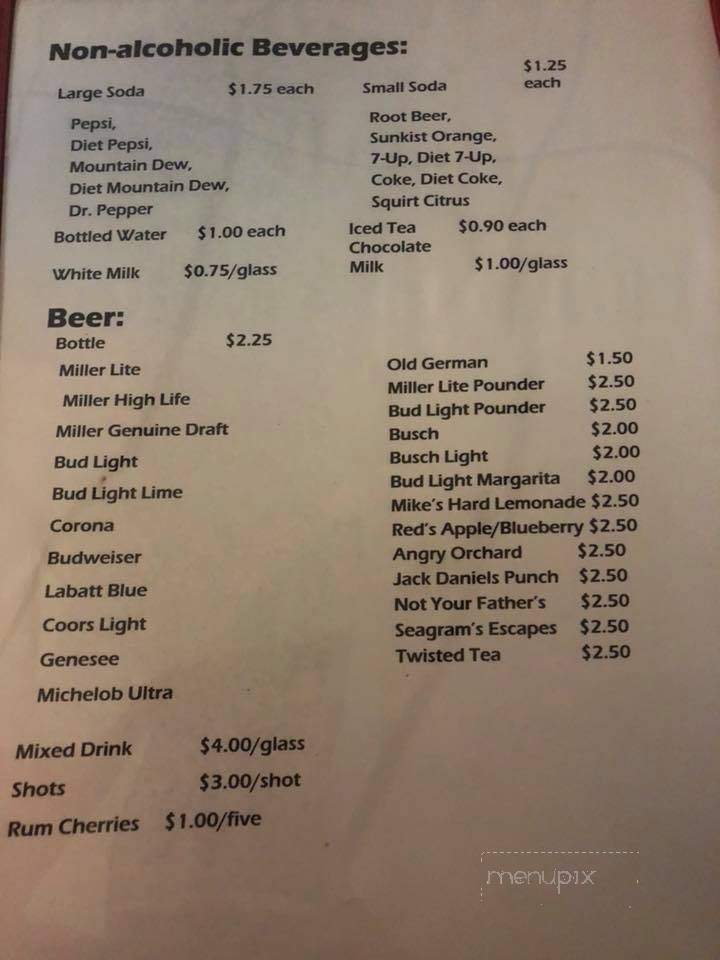 Non-alcoholic Beverages:
Large Soda $1.75 each
Pepsi,
Diet Pepsi,
Mountain Dew,
Diet Mountain Dew,
Dr. Pepper
Small Soda $1.25 each
Root Beer,
Sunkist Orange,
7-Up, Diet 7-Up,
Coke, Diet Coke,
Squirt Citrus
Bottled Water $1.00 each
Iced Tea $0.90 each
White Milk $0.75/glass
Chocolate
Milk $1.00/glass
Beer:
Bottle $2.25
Miller Lite
Miller High Life
Miller Genuine Draft
Bud Light
Bud Light Lime
Corona
Budweiser
Labatt Blue
Coors Light
Genesee
Michelob Ultra
Old German $1.50
Miller Lite Pounder $2.50
Bud Light Pounder $2.50
Busch $2.00
Busch Light $2.00
Bud Light Margarita $2.00
Mike's Hard Lemonade $2.50
Red's Apple/Blueberry $2.50
Angry Orchard $2.50
Jack Daniels Punch $2.50
Not Your Father's $2.50
Seagram's Escapes $2.50
Twisted Tea $2.50
Mixed Drink $4.00/glass
Shots $3.00/shot
Rum Cherries $1.00/five
menupix